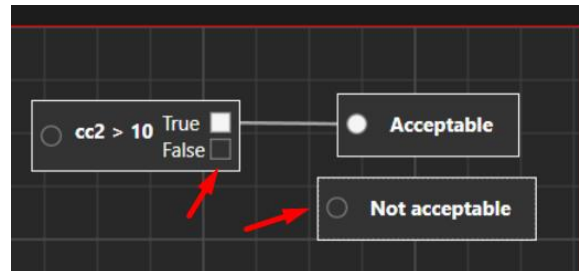 cc2 > 10
True
False
Acceptable
Not acceptable